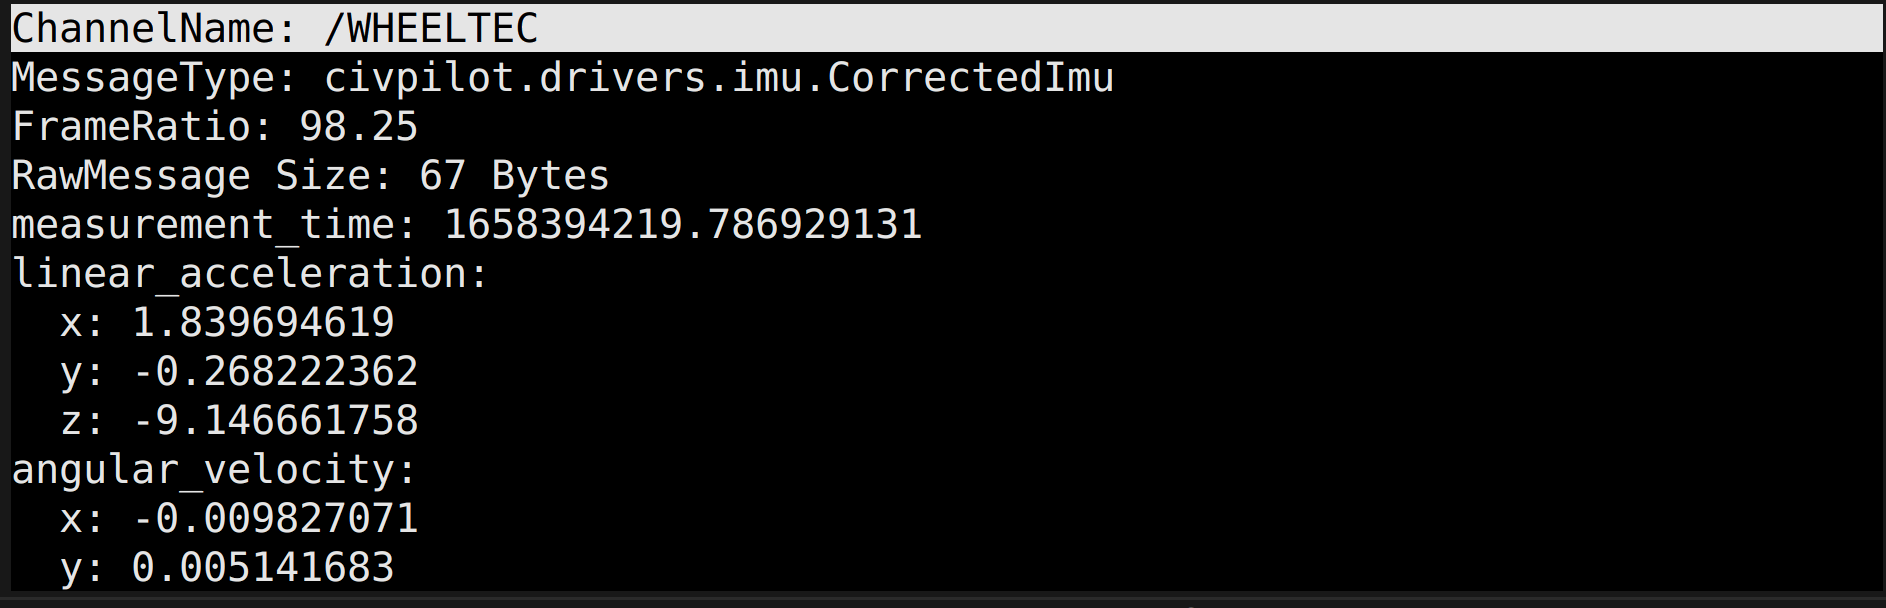 ChannelName: /WHEELTEC
MessageType: civpilot.drivers.imu.CorrectedImu
FrameRatio: 98.25
RawMessage Size: 67 Bytes
measurement_time: 1658394219.786929131
linear_acceleration:
  x: 1.839694619
  y: -0.268222362
  z: -9.146661758
angular_velocity:
  x: -0.009827071
  y: 0.005141683